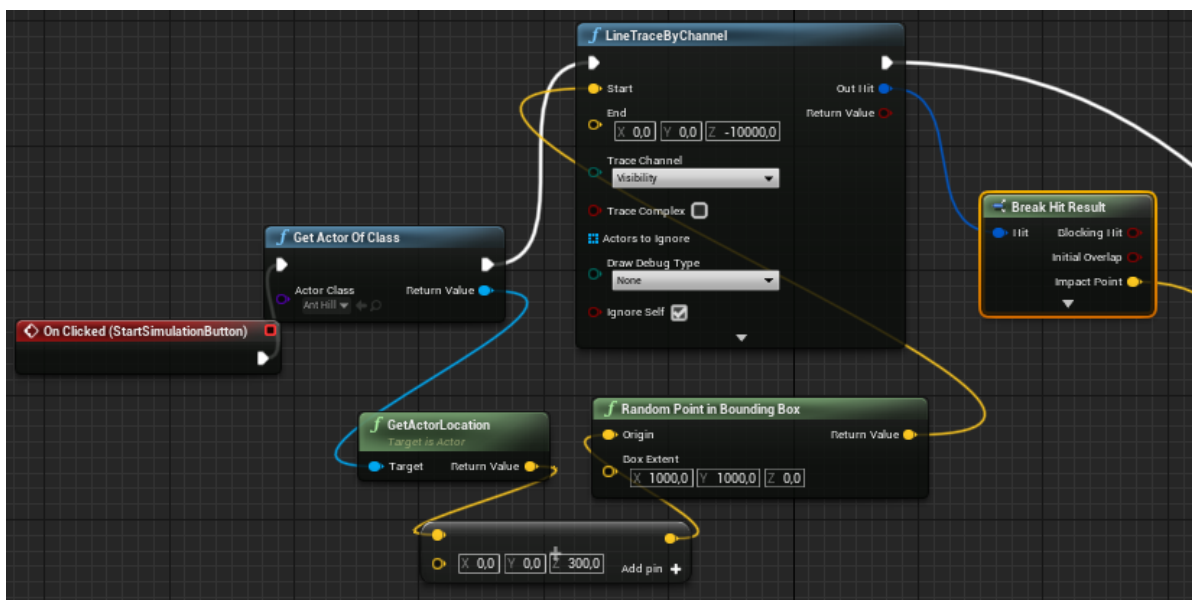 LineTraceByChannel
Start
Out Hit
End
X 0,0 Y 0,0 Z -10000,0
Return Value
Trace Channel
Visibility
Trace Complex
Actors to Ignore
Draw Debug Type
None
Ignore Self
Break Hit Result
Hit
Blocking Hit
Initial Overlap
Impact Point
Get Actor Of Class
Actor Class
Ant Hill
Return Value
On Clicked (StartSimulationButton)
GetActorLocation
Target is Actor
Target
Return Value
Random Point in Bounding Box
Origin
Return Value
Box Extent
X 1000,0 Y 1000,0 Z 0,0
X 0,0 Y 0,0 Z 300,0
Add pin +